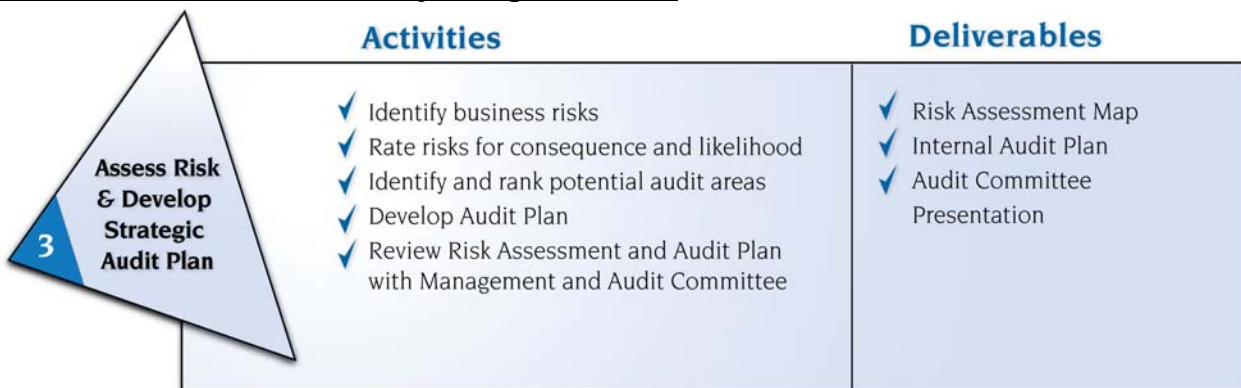 Activities
Deliverables
3
Assess Risk
& Develop
Strategic
Audit Plan
Identify business risks
Rate risks for consequence and likelihood
Identify and rank potential audit areas
Develop Audit Plan
Review Risk Assessment and Audit Plan
with Management and Audit Committee
Risk Assessment Map
Internal Audit Plan
Audit Committee
Presentation